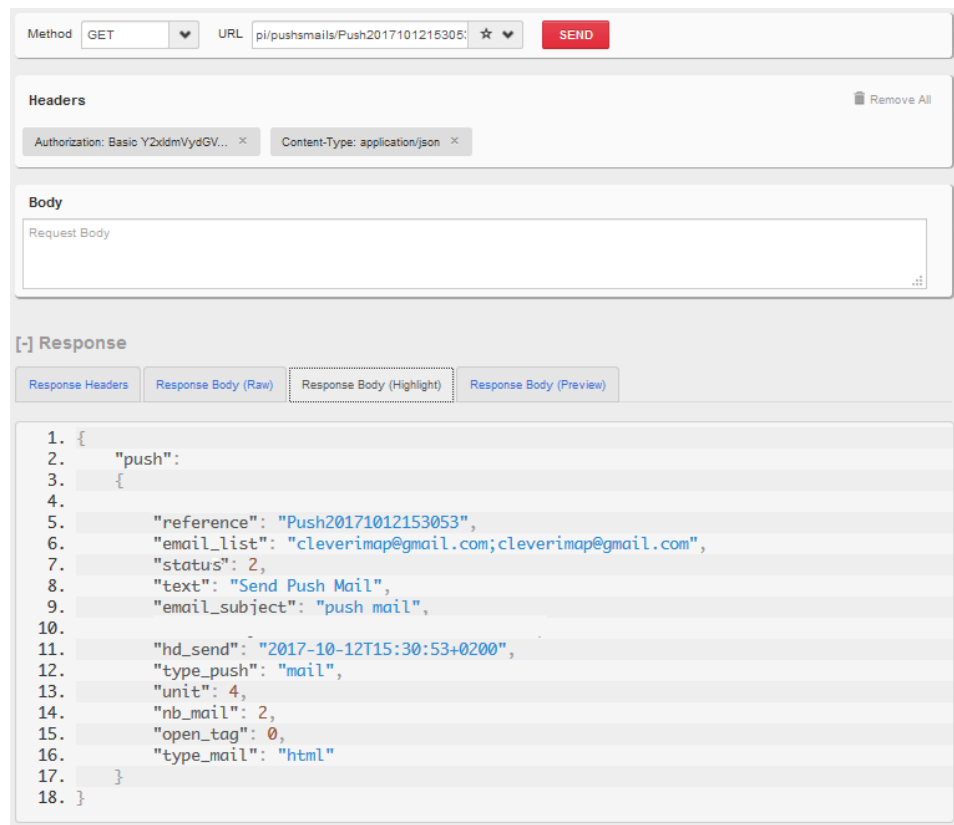 Method GET URL pi/pushsmails/Push20171012153053 SEND
Headers Remove All
Authorization: Basic Y2xldmVydGV... × Content-Type: application/json ×
Body
Request Body
[-] Response
Response Headers Response Body (Raw) Response Body (Highlight) Response Body (Preview)
1. {
2. "push":
3. {
4.
5. "reference": "Push20171012153053",
6. "email_list": "cleverimap@gmail.com;cleverimap@gmail.com",
7. "status": 2,
8. "text": "Send Push Mail",
9. "email_subject": "push mail",
10.
11. "hd_send": "2017-10-12T15:30:53+0200",
12. "type_push": "mail",
13. "unit": 4,
14. "nb_mail": 2,
15. "open_tag": 0,
16. "type_mail": "html"
17. }
18. }